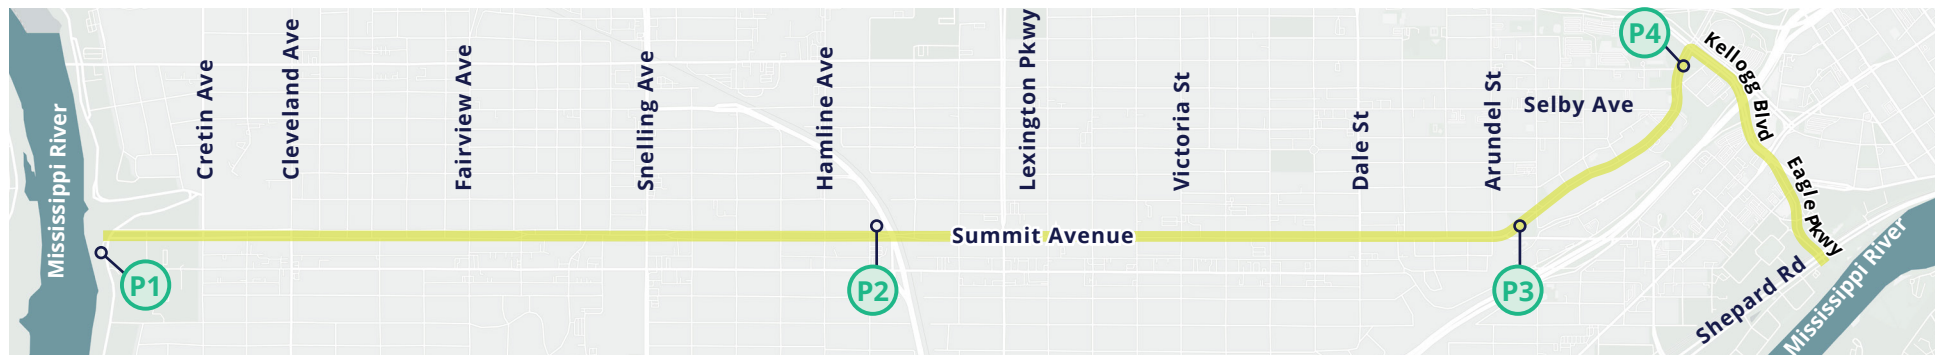 Mississippi River
Cretin Ave
Cleveland Ave
Fairview Ave
Snelling Ave
Hamline Ave
Lexington Pkwy
Victoria St
Dale St
Arundel St
Selby Ave
P4
Kellogg Blvd
Eagle Pkwy
Summit Avenue
P1
P2
P3
Shepard Rd
Mississippi River